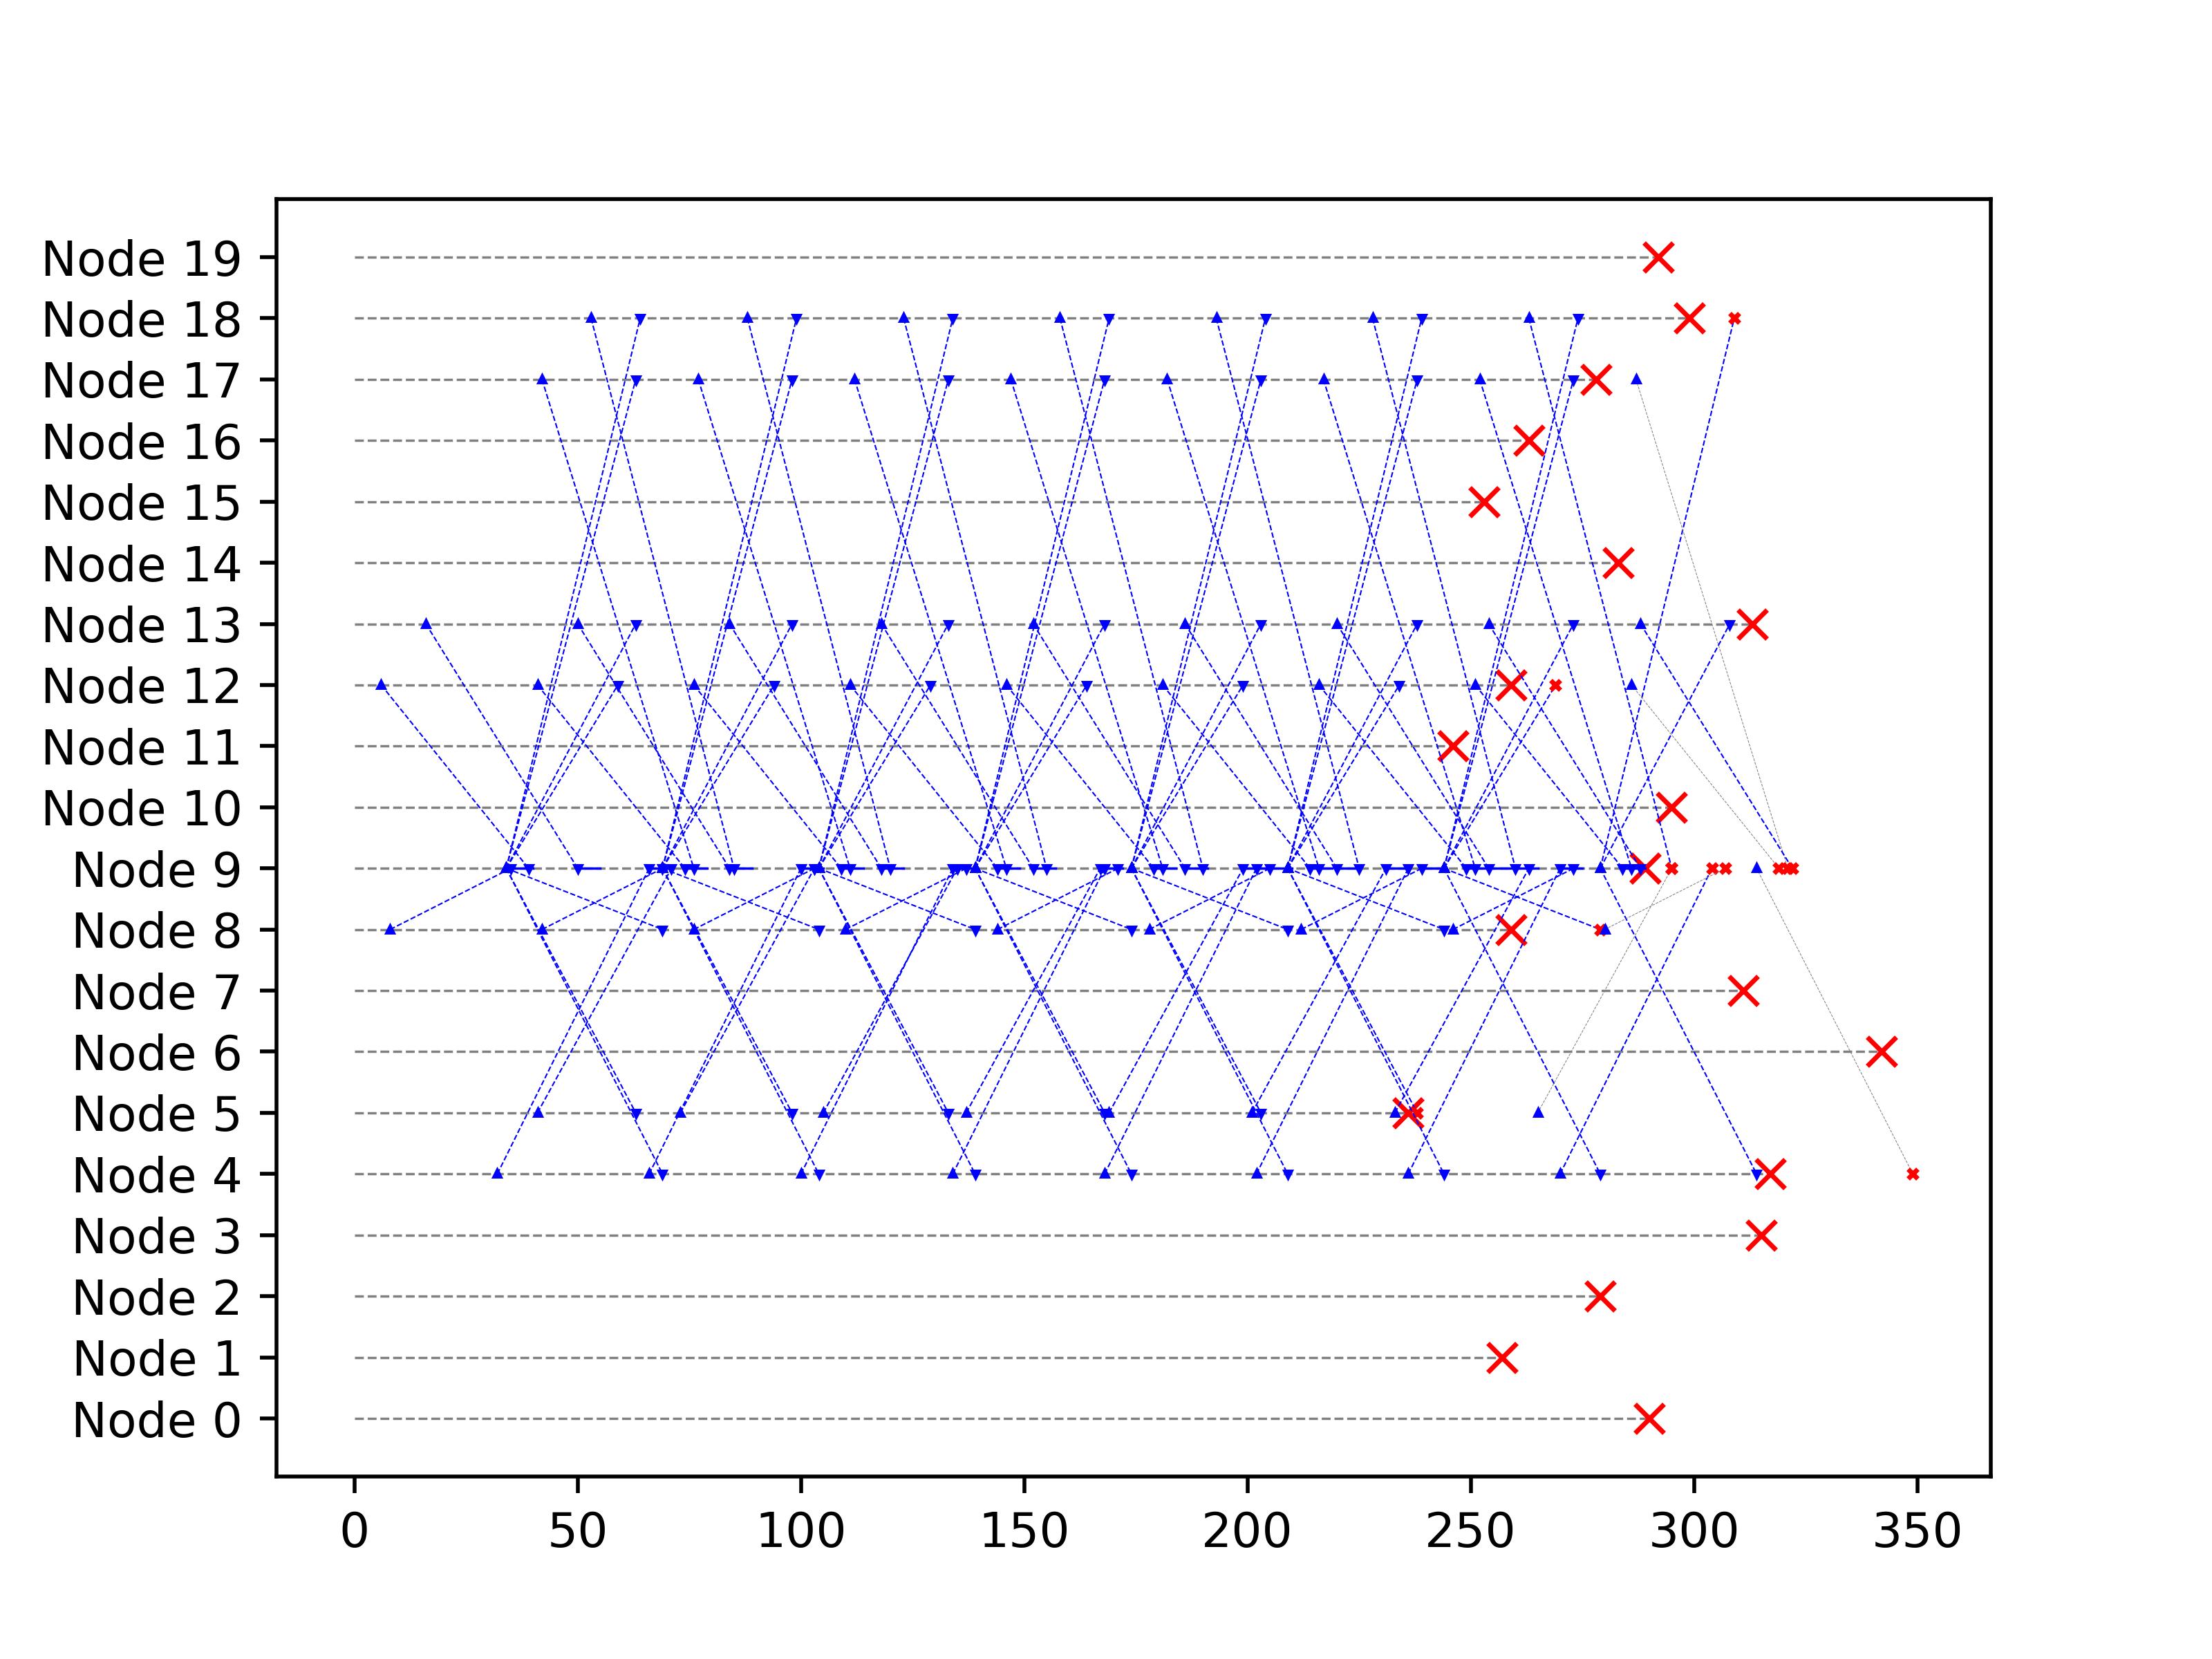 Node 19
Node 18
Node 17
Node 16
Node 15
Node 14
Node 13
Node 12
Node 11
Node 10
Node 9
Node 8
Node 7
Node 6
Node 5
Node 4
Node 3
Node 2
Node 1
Node 0
0 50 100 150 200 250 300 350